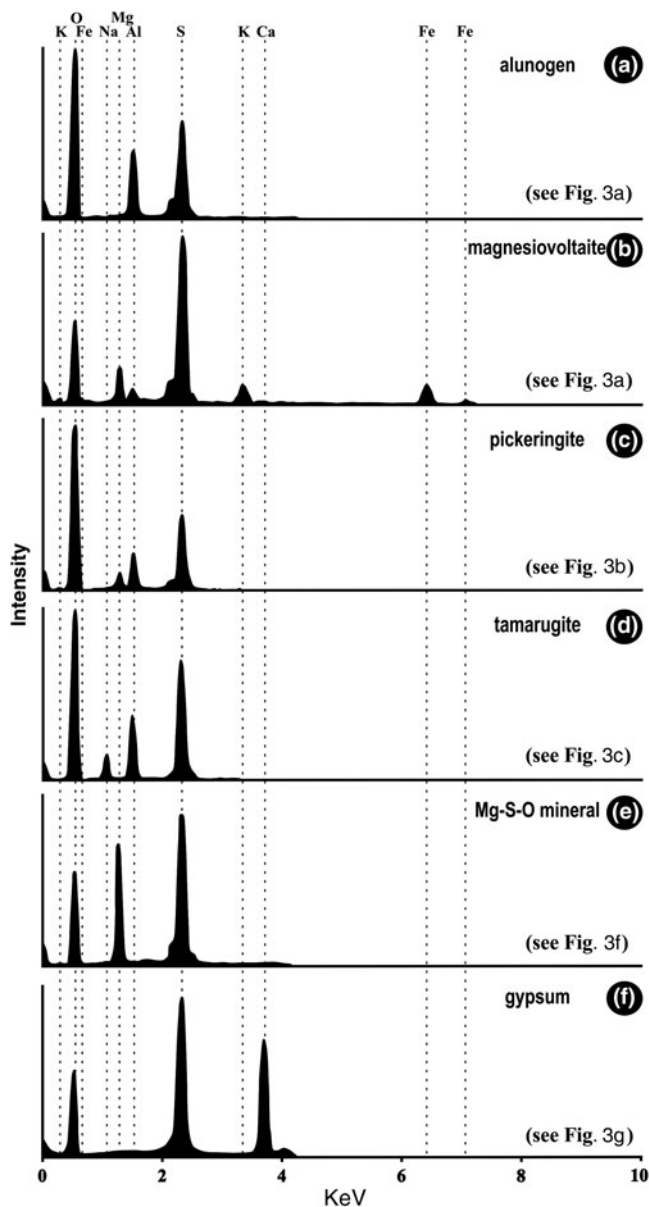 Mg
O
K Fe Na Al S K Ca Fe Fe
alunogen (a)
(see Fig. 3a)
magnesiovoltaite (b)
(see Fig. 3a)
pickeringite (c)
(see Fig. 3b)
tamarugite (d)
(see Fig. 3c)
Mg-S-O mineral (e)
(see Fig. 3f)
gypsum (f)
(see Fig. 3g)
Intensity
0 2 4 6 8 10
KeV